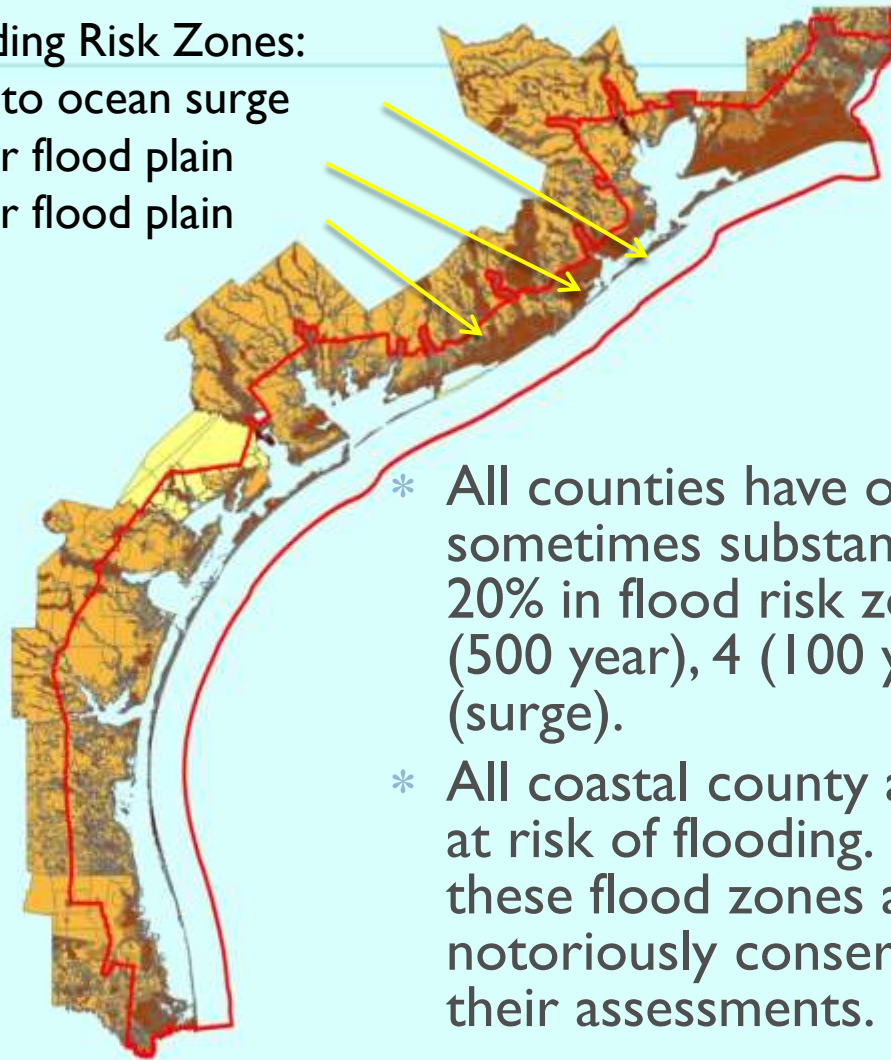 ding Risk Zones:
to ocean surge
r flood plain
r flood plain
* All counties have o
sometimes substan
20% in flood risk z
(500 year), 4 (100 y
(surge).
* All coastal county a
at risk of flooding.
these flood zones a
notoriously conser
their assessments.